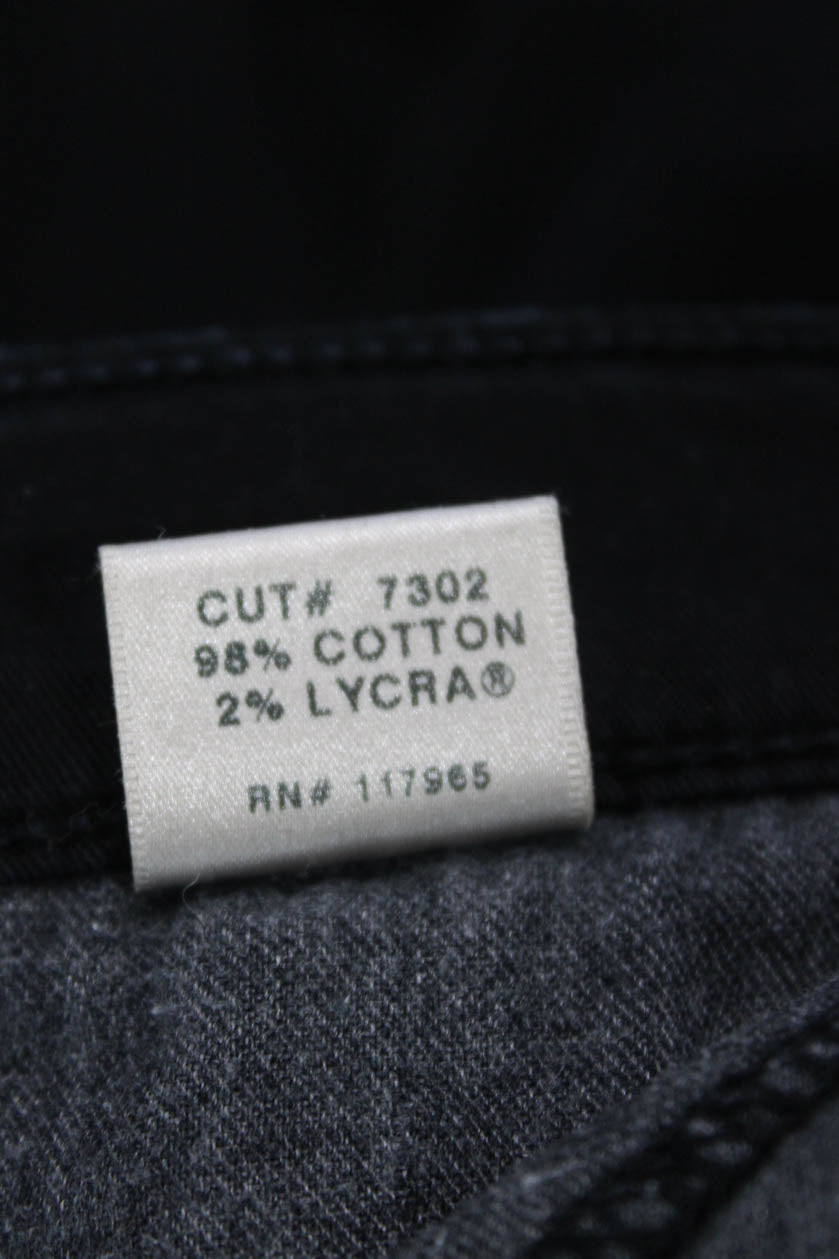 CUT# 7302
98% COTTON
2% LYCRA®
RN# 117965